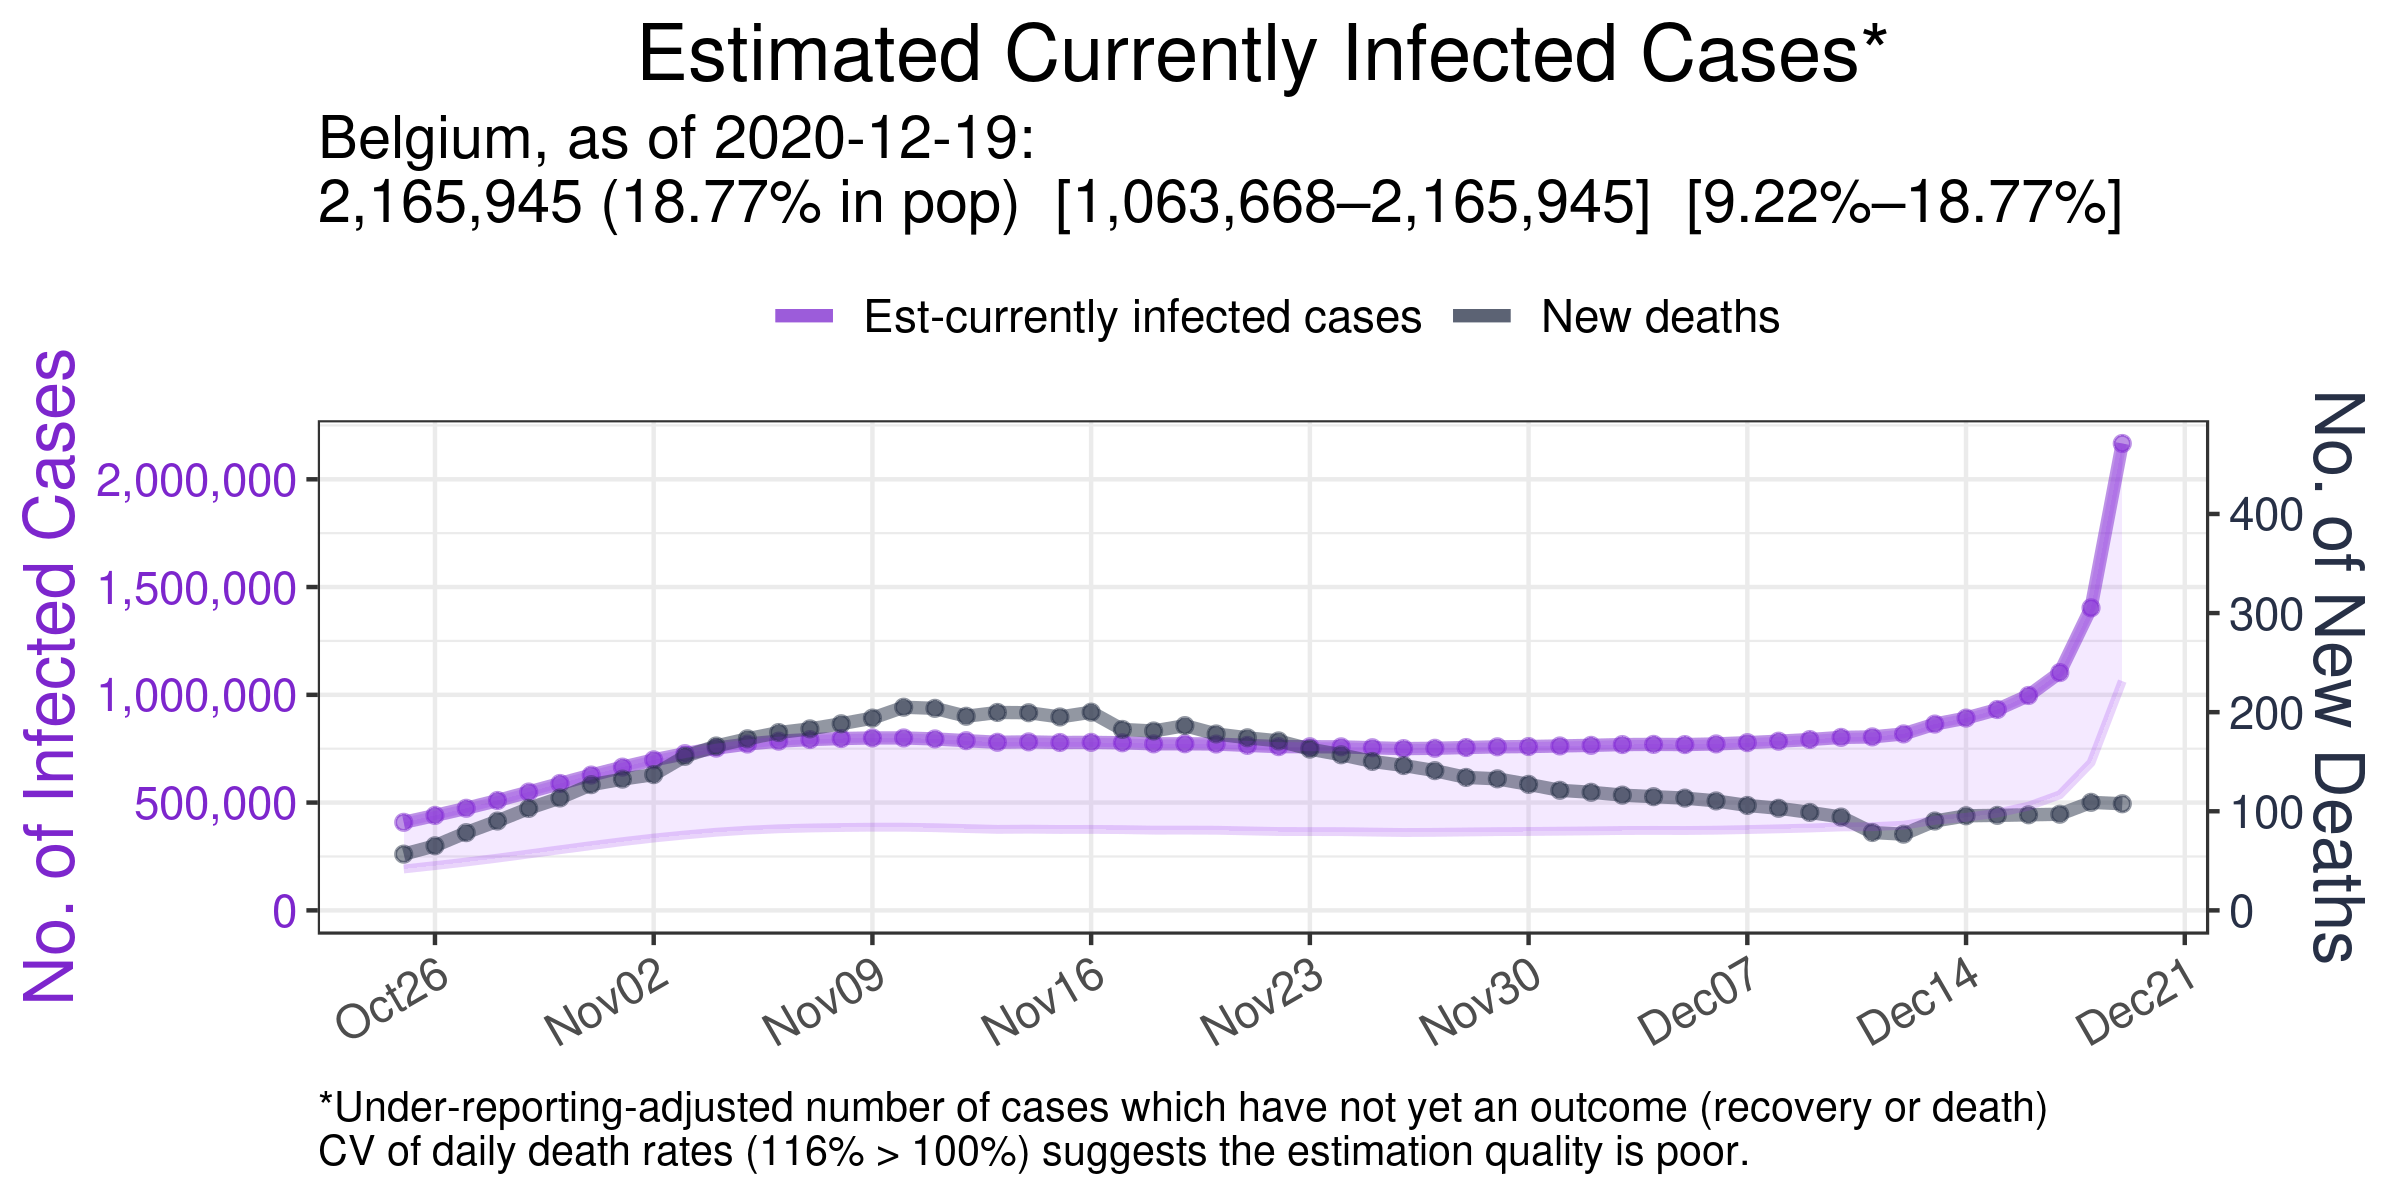 Estimated Currently Infected Cases*
Belgium, as of 2020-12-19:
2,165,945 (18.77% in pop) [1,063,668–2,165,945] [9.22%–18.77%]
Est-currently infected cases New deaths
No. of Infected Cases
2,000,000
1,500,000
1,000,000
500,000
0
400
300
200
100
0
No. of New Deaths
Oct26 Nov02 Nov09 Nov16 Nov23 Nov30 Dec07 Dec14 Dec21
*Under-reporting-adjusted number of cases which have not yet an outcome (recovery or death)
CV of daily death rates (116% > 100%) suggests the estimation quality is poor.